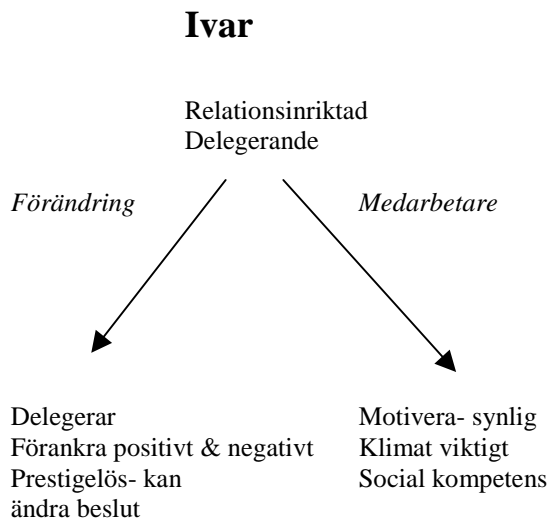 Ivar
Relationsinriktad
Delegerande
Förändring
Medarbetare
Delegerar
Förankra positivt & negativt
Prestigelös- kan
ändra beslut
Motivera- synlig
Klimat viktigt
Social kompetens